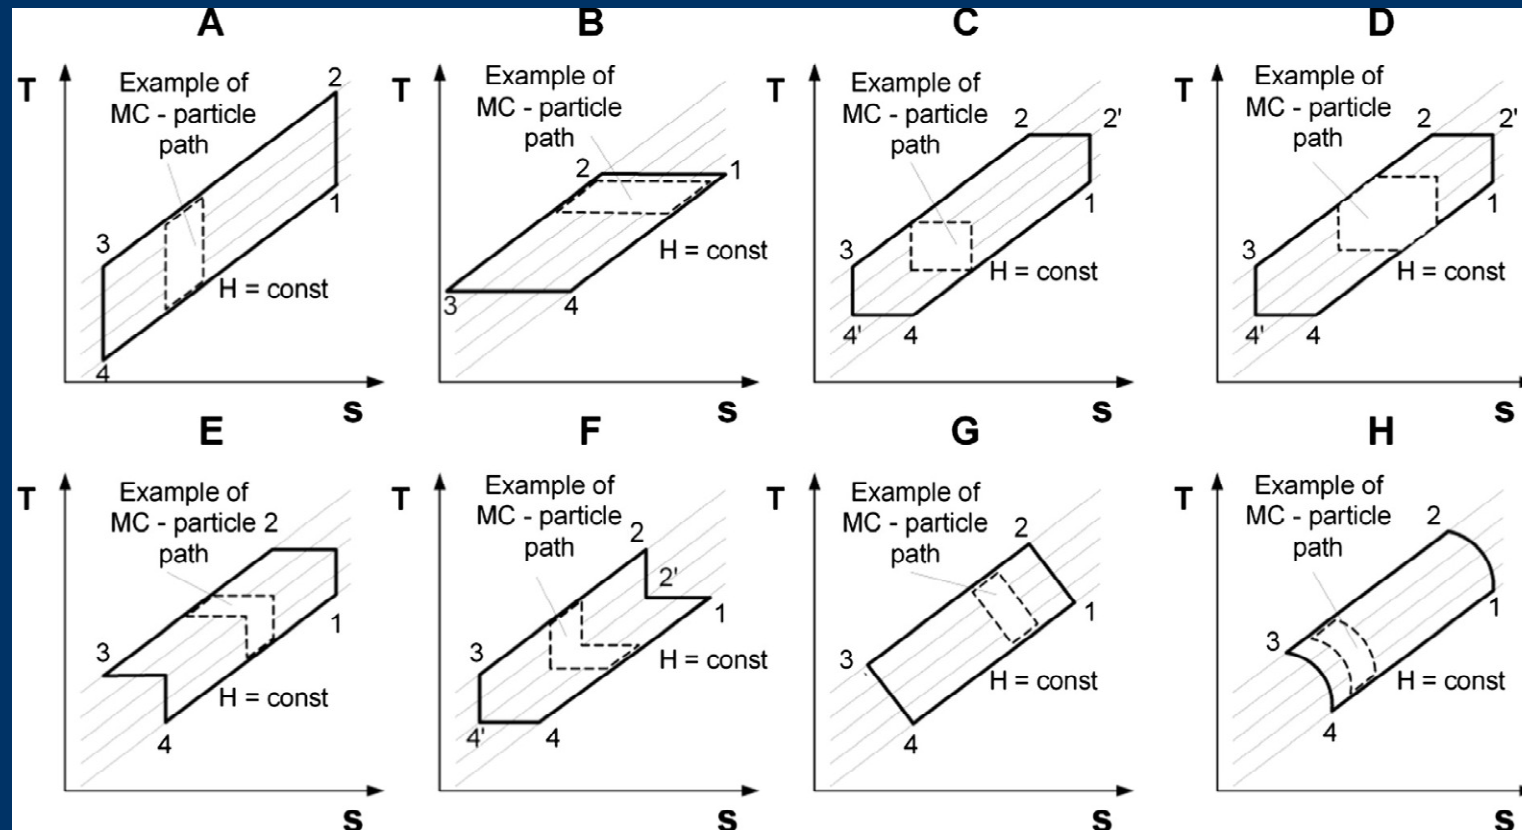 A
T
Example of
MC - particle
path
2
1
3
4
H = const
s
B
T
Example of
MC - particle
path
2
1
3
4
H = const
s
C
T
Example of
MC - particle
path
2
2'
1
3
4'
4
H = const
s
D
T
Example of
MC - particle
path
2
2'
1
3
4'
4
H = const
s
E
T
Example of
MC - particle 2
path
1
3
4
H = const
s
F
T
Example of
MC - particle
path
2
2'
1
3
4'
4
H = const
s
G
T
Example of
MC - particle
path
2
1
3
4
H = const
s
H
T
Example of
MC - particle
path
2
1
3
4
H = const
s